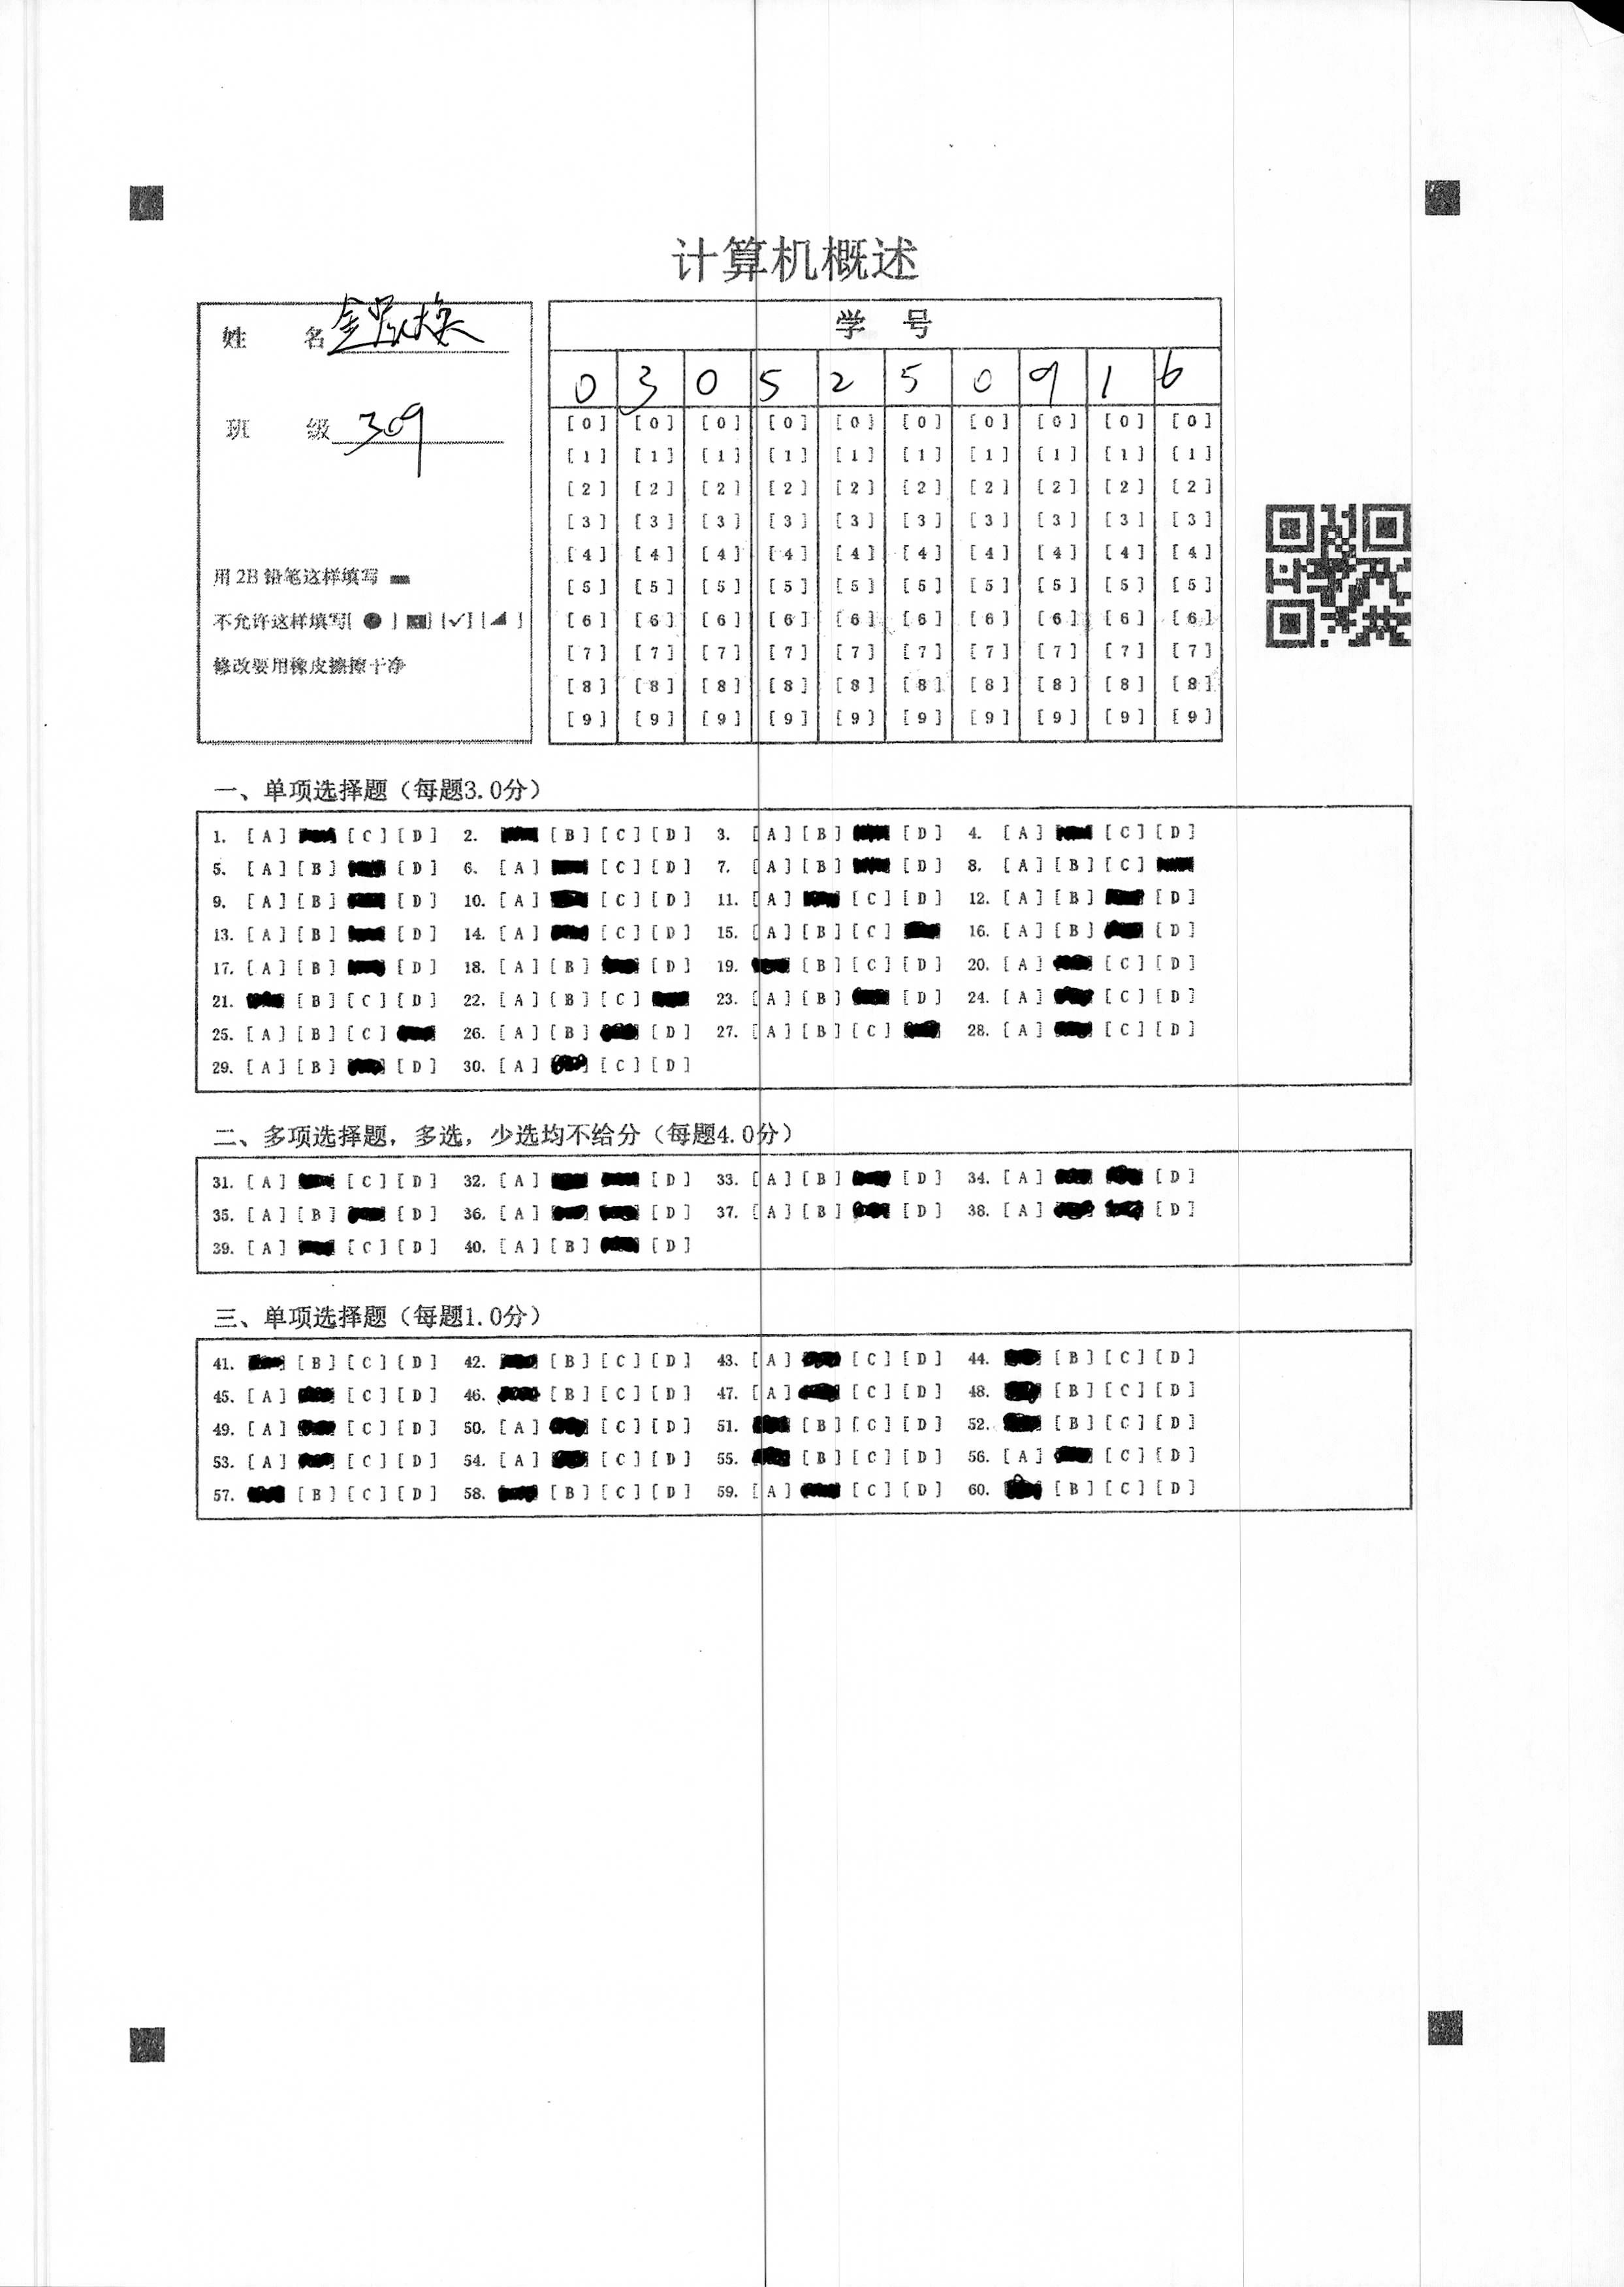 计算机概述
姓 名
班 级 309
用 2B 铅笔这样填写
不允许这样填写[ ● ] [ ] [✓] [ ]
修改要用橡皮擦擦干净
学 号
0 3 0 5 2 5 0 9 1 6
[0] [0] [0] [0] [0] [0] [0] [0] [0] [0]
[1] [1] [1] [1] [1] [1] [1] [1] [1] [1]
[2] [2] [2] [2] [2] [2] [2] [2] [2] [2]
[3] [3] [3] [3] [3] [3] [3] [3] [3] [3]
[4] [4] [4] [4] [4] [4] [4] [4] [4] [4]
[5] [5] [5] [5] [5] [5] [5] [5] [5] [5]
[6] [6] [6] [6] [6] [6] [6] [6] [6] [6]
[7] [7] [7] [7] [7] [7] [7] [7] [7] [7]
[8] [8] [8] [8] [8] [8] [8] [8] [8] [8]
[9] [9] [9] [9] [9] [9] [9] [9] [9] [9]
一、单项选择题（每题3.0分）
1. [A] [C] [D] 2. [B] [C] [D] 3. [A] [B] [D] 4. [A] [C] [D]
5. [A] [B] [D] 6. [A] [C] [D] 7. [A] [B] [D] 8. [A] [B] [C]
9. [A] [B] [D] 10. [A] [C] [D] 11. [A] [C] [D] 12. [A] [B] [D]
13. [A] [B] [D] 14. [A] [C] [D] 15. [A] [B] [C] 16. [A] [B] [D]
17. [A] [B] [D] 18. [A] [B] [D] 19. [B] [C] [D] 20. [A] [C] [D]
21. [B] [C] [D] 22. [A] [B] [C] 23. [A] [B] [D] 24. [A] [C] [D]
25. [A] [B] [C] 26. [A] [B] [D] 27. [A] [B] [C] 28. [A] [C] [D]
29. [A] [B] [D] 30. [A] [C] [D]
二、多项选择题，多选，少选均不给分（每题4.0分）
31. [A] [C] [D] 32. [A] [D] 33. [A] [B] [D] 34. [A] [D]
35. [A] [B] [D] 36. [A] [D] 37. [A] [B] [D] 38. [A] [D]
39. [A] [C] [D] 40. [A] [B] [D]
三、单项选择题（每题1.0分）
41. [B] [C] [D] 42. [B] [C] [D] 43. [A] [C] [D] 44. [B] [C] [D]
45. [A] [C] [D] 46. [B] [C] [D] 47. [A] [C] [D] 48. [B] [C] [D]
49. [A] [C] [D] 50. [A] [C] [D] 51. [B] [C] [D] 52. [B] [C] [D]
53. [A] [C] [D] 54. [A] [C] [D] 55. [B] [C] [D] 56. [A] [C] [D]
57. [B] [C] [D] 58. [B] [C] [D] 59. [A] [C] [D] 60. [B] [C] [D]